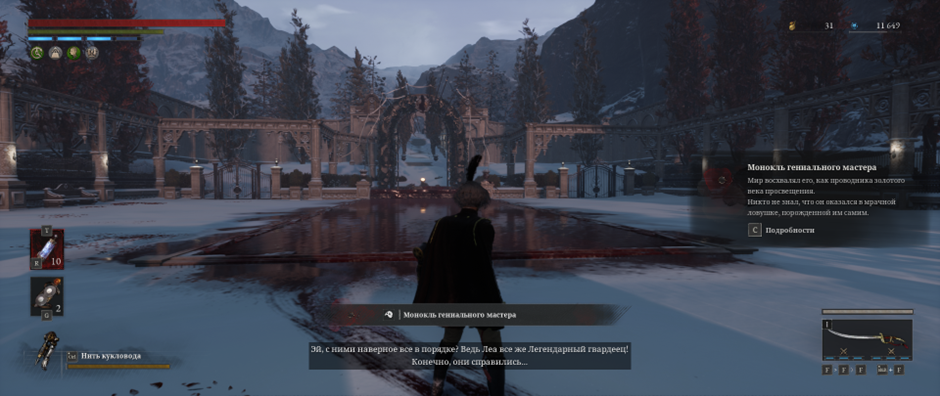 31
11 649
Монокль гениального мастера
Мир восхвалял его, как проводника золотого
века просвещения.
Никто не знал, что он оказался в мрачной
ловушке, порожденной им самим.
C Подробности
T
R 10
2
G
Монокль гениального мастера
Нить кукловода
Эй, с ними наверное все в порядке? Ведь Леа все же Легендарный гвардеец!
Конечно, они справились...
1
F + F + F
+ F